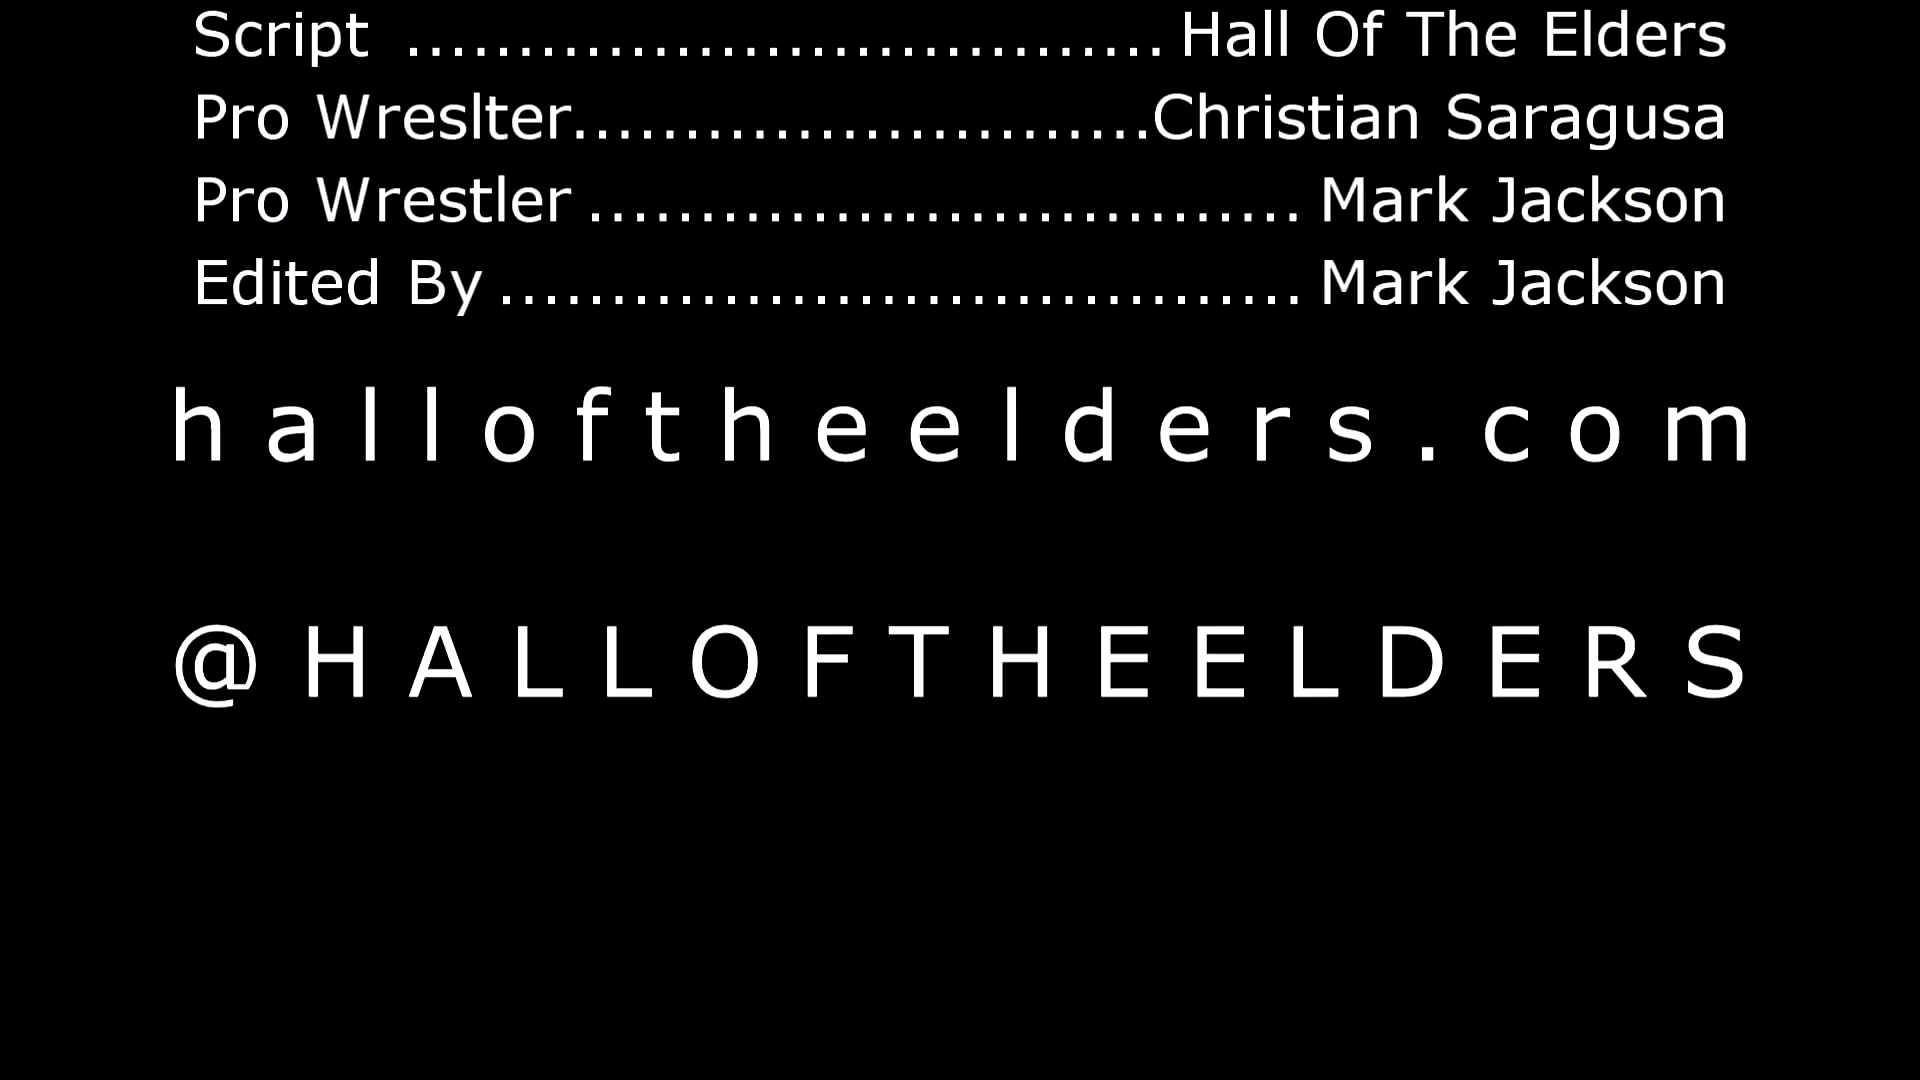 Script ................................. Hall Of The Elders
Pro Wreslter..........................Christian Saragusa
Pro Wrestler ................................ Mark Jackson
Edited By .................................... Mark Jackson
h a l l o f t h e e l d e r s . c o m
@ H A L L O F T H E E L D E R S